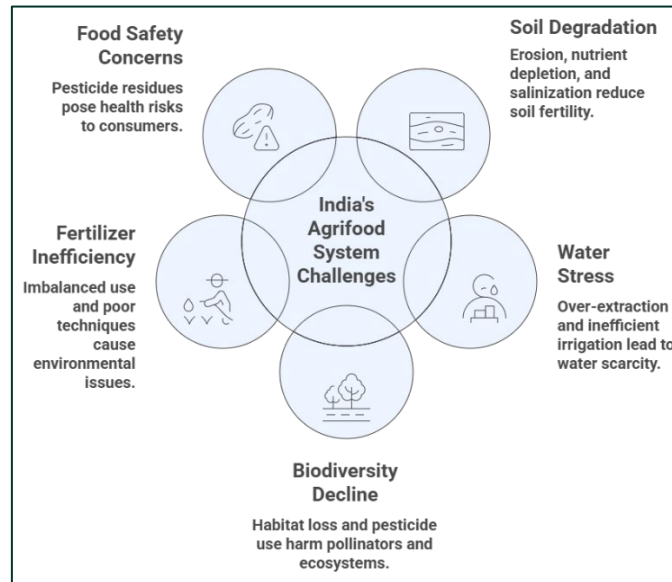 Food Safety
Concerns
Pesticide residues
pose health risks
to consumers.
Soil Degradation
Erosion, nutrient
depletion, and
salinization reduce
soil fertility.
India's
Agrifood
System
Challenges
Fertilizer
Inefficiency
Imbalanced use
and poor
techniques
cause
environmental
issues.
Water
Stress
Over-extraction
and inefficient
irrigation lead to
water scarcity.
Biodiversity
Decline
Habitat loss and pesticide
use harm pollinators and
ecosystems.